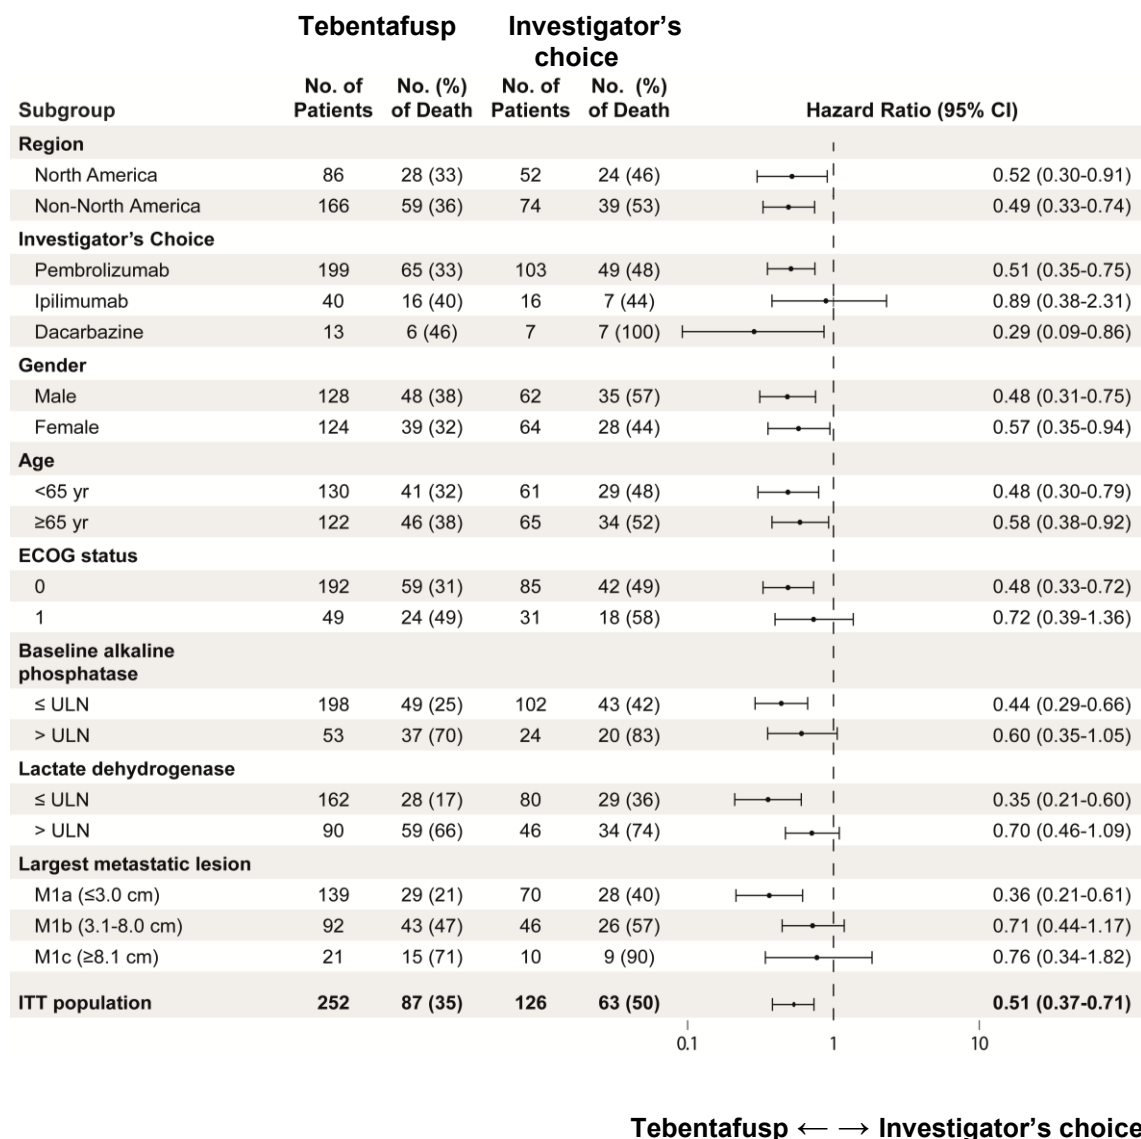 Tebentafusp Investigator’s
choice
No. of No. (%) No. of No. (%)
Subgroup Patients of Death Patients of Death Hazard Ratio (95% CI)
Region
North America 86 28 (33) 52 24 (46) 0.52 (0.30-0.91)
Non-North America 166 59 (36) 74 39 (53) 0.49 (0.33-0.74)
Investigator’s Choice
Pembrolizumab 199 65 (33) 103 49 (48) 0.51 (0.35-0.75)
Ipilimumab 40 16 (40) 16 7 (44) 0.89 (0.38-2.31)
Dacarbazine 13 6 (46) 7 7 (100) 0.29 (0.09-0.86)
Gender
Male 128 48 (38) 62 35 (57) 0.48 (0.31-0.75)
Female 124 39 (32) 64 28 (44) 0.57 (0.35-0.94)
Age
<65 yr 130 41 (32) 61 29 (48) 0.48 (0.30-0.79)
≥65 yr 122 46 (38) 65 34 (52) 0.58 (0.38-0.92)
ECOG status
0 192 59 (31) 85 42 (49) 0.48 (0.33-0.72)
1 49 24 (49) 31 18 (58) 0.72 (0.39-1.36)
Baseline alkaline
phosphatase
≤ ULN 198 49 (25) 102 43 (42) 0.44 (0.29-0.66)
> ULN 53 37 (70) 24 20 (83) 0.60 (0.35-1.05)
Lactate dehydrogenase
≤ ULN 162 28 (17) 80 29 (36) 0.35 (0.21-0.60)
> ULN 90 59 (66) 46 34 (74) 0.70 (0.46-1.09)
Largest metastatic lesion
M1a (≤3.0 cm) 139 29 (21) 70 28 (40) 0.36 (0.21-0.61)
M1b (3.1-8.0 cm) 92 43 (47) 46 26 (57) 0.71 (0.44-1.17)
M1c (≥8.1 cm) 21 15 (71) 10 9 (90) 0.76 (0.34-1.82)
ITT population 252 87 (35) 126 63 (50) 0.51 (0.37-0.71)
0.1 1 10
Tebentafusp ← → Investigator’s choice